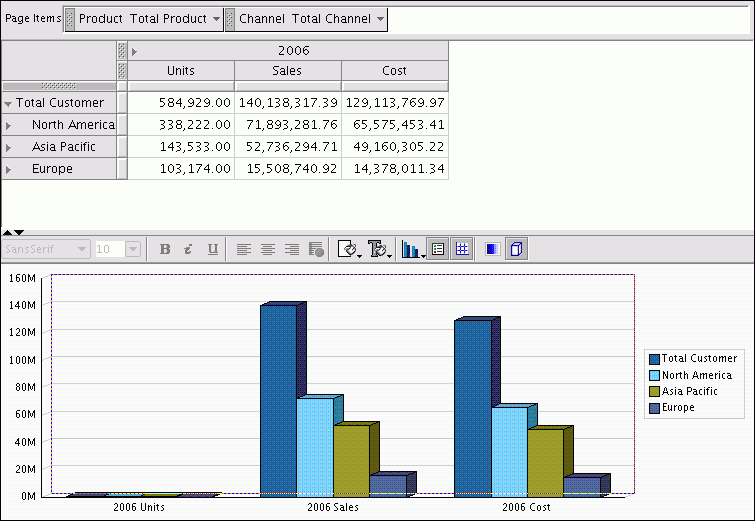 Page Items Product Total Product Channel Total Channel
2006
Units Sales Cost
Total Customer 584,929.00 140,138,317.39 129,113,769.97
North America 338,222.00 71,893,281.76 65,575,453.41
Asia Pacific 143,533.00 52,736,294.71 49,160,305.22
Europe 103,174.00 15,508,740.92 14,378,011.34
SansSerif 10 B i U
160M
140M
120M
100M
80M
60M
40M
20M
0M
2006 Units 2006 Sales 2006 Cost
Total Customer
North America
Asia Pacific
Europe